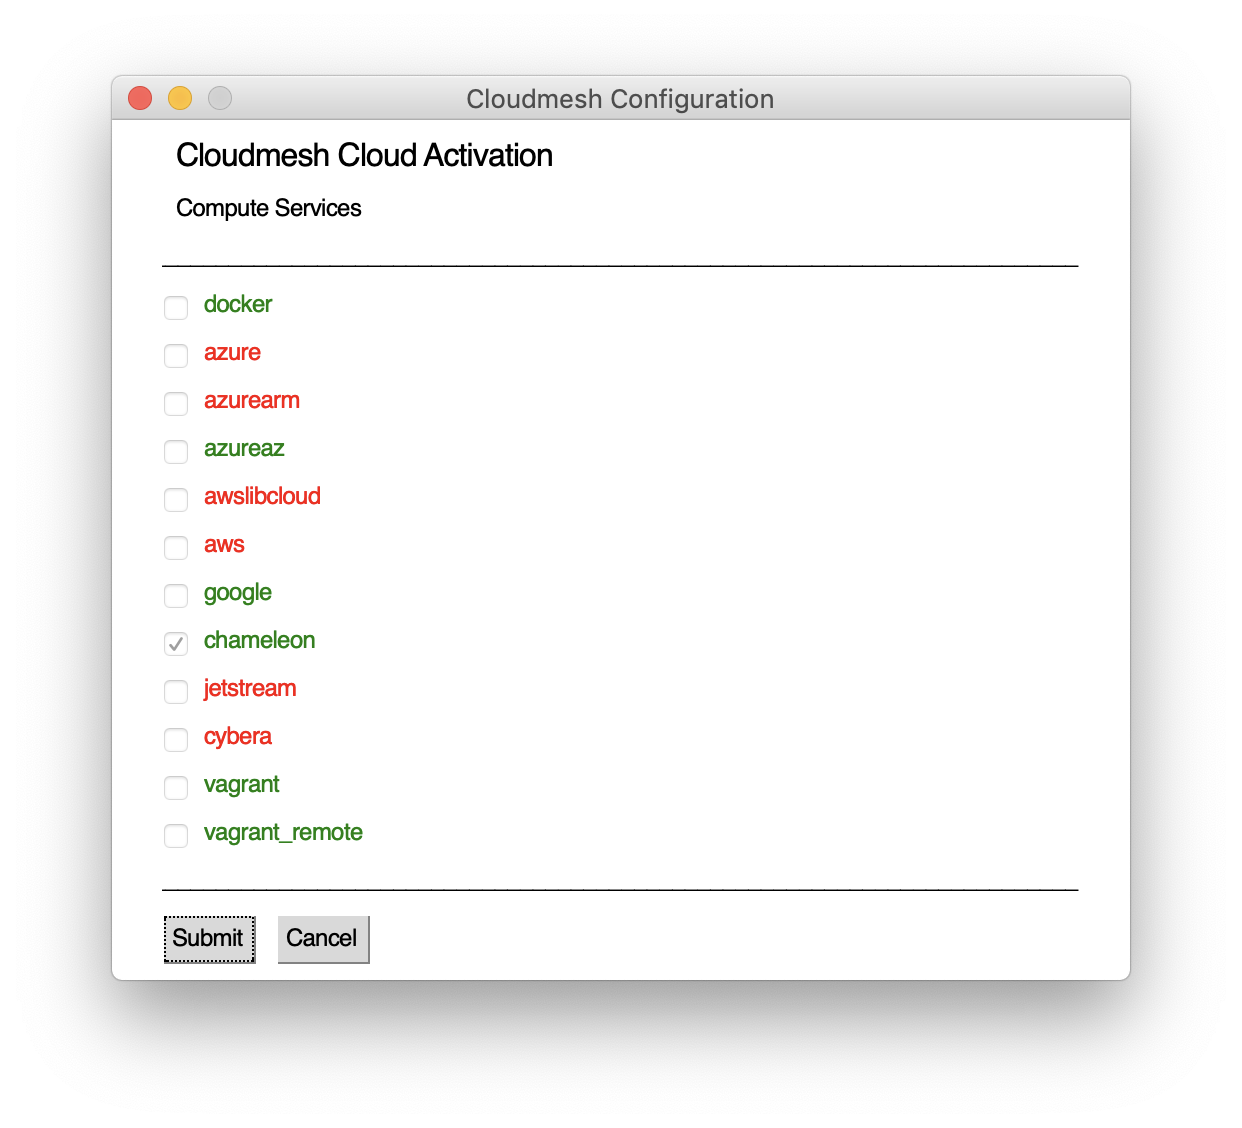 Cloudmesh Configuration
Cloudmesh Cloud Activation
Compute Services
docker
azure
azurearm
azureaz
awslibcloud
aws
google
chameleon
jetstream
cybera
vagrant
vagrant_remote
Submit Cancel